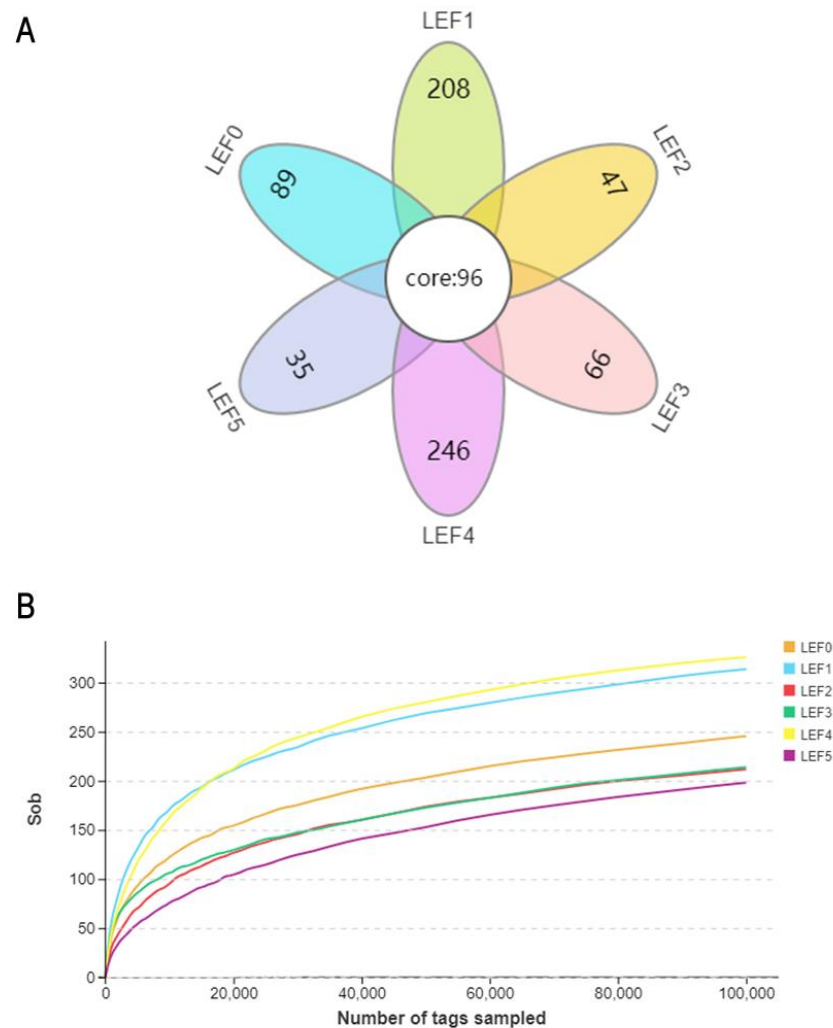 A
LEF1
208
LEF0
89
LEF2
47
core:96
LEF5
35
LEF3
66
246
LEF4
B
Sob
300
250
200
150
100
50
0
0 20,000 40,000 60,000 80,000 100,000
Number of tags sampled
LEF0
LEF1
LEF2
LEF3
LEF4
LEF5